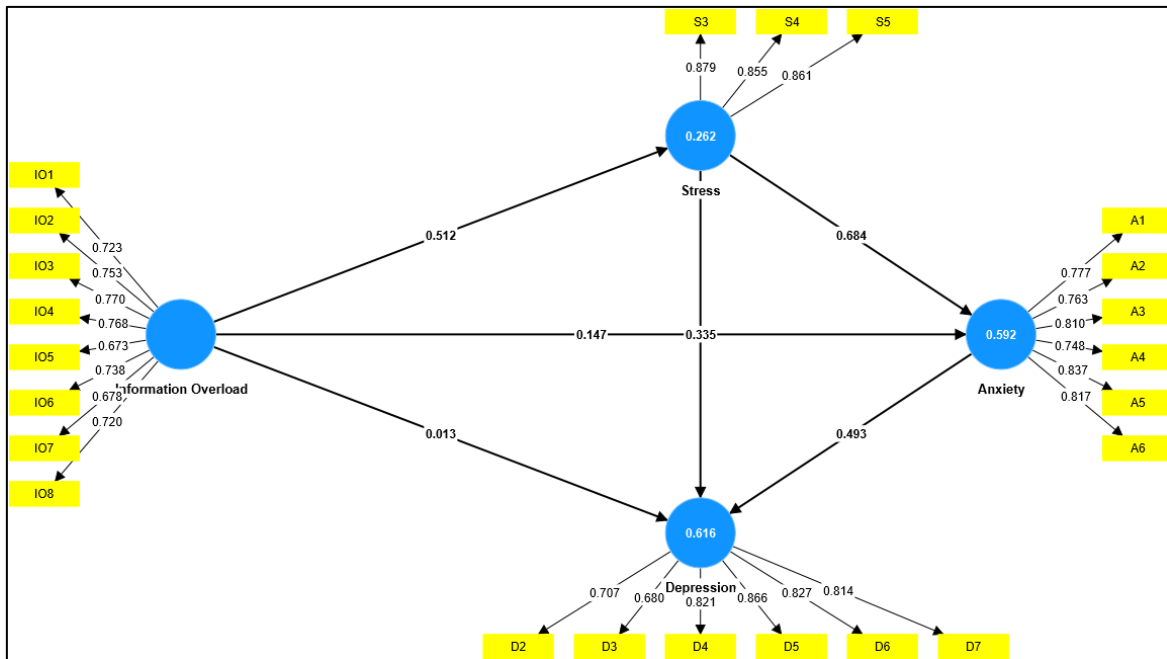 S3
S4
S5
0.879
0.855
0.861
0.262
Stress
IO1
IO2
IO3
IO4
IO5
IO6
IO7
IO8
0.723
0.753
0.770
0.768
0.673
0.738
0.678
0.720
Information Overload
0.512
0.684
0.147
0.335
0.013
0.493
0.592
Anxiety
A1
A2
A3
A4
A5
A6
0.777
0.763
0.810
0.748
0.837
0.817
0.616
Depression
0.707
0.680
0.821
0.866
0.827
0.814
D2
D3
D4
D5
D6
D7